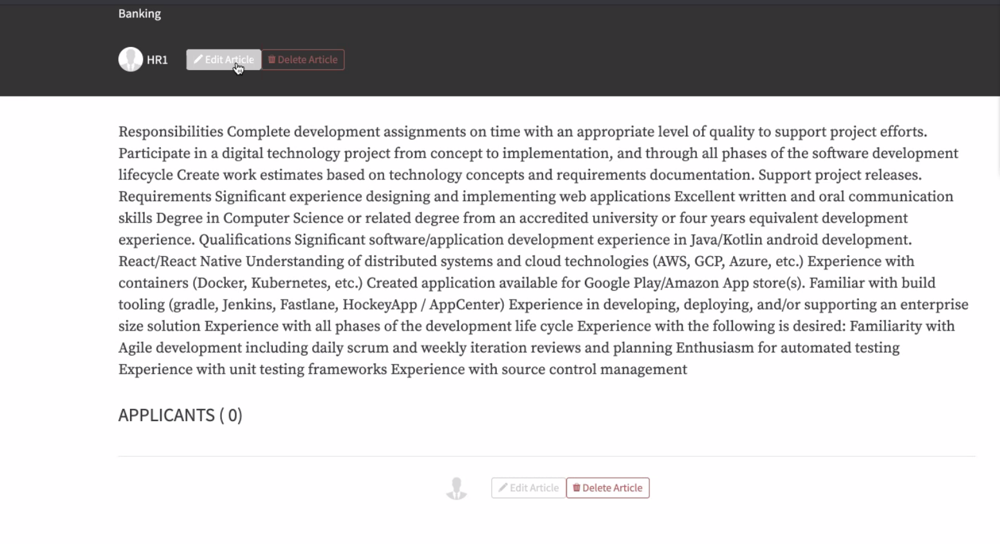 Banking
HR1 Edit Article Delete Article
Responsibilities Complete development assignments on time with an appropriate level of quality to support project efforts.
Participate in a digital technology project from concept to implementation, and through all phases of the software development
lifecycle Create work estimates based on technology concepts and requirements documentation. Support project releases.
Requirements Significant experience designing and implementing web applications Excellent written and oral communication
skills Degree in Computer Science or related degree from an accredited university or four years equivalent development
experience. Qualifications Significant software/application development experience in Java/Kotlin android development.
React/React Native Understanding of distributed systems and cloud technologies (AWS, GCP, Azure, etc.) Experience with
containers (Docker, Kubernetes, etc.) Created application available for Google Play/Amazon App store(s). Familiar with build
tooling (gradle, Jenkins, Fastlane, HockeyApp / AppCenter) Experience in developing, deploying, and/or supporting an enterprise
size solution Experience with all phases of the development life cycle Experience with the following is desired: Familiarity with
Agile development including daily scrum and weekly iteration reviews and planning Enthusiasm for automated testing
Experience with unit testing frameworks Experience with source control management
APPLICANTS ( 0)
Edit Article Delete Article